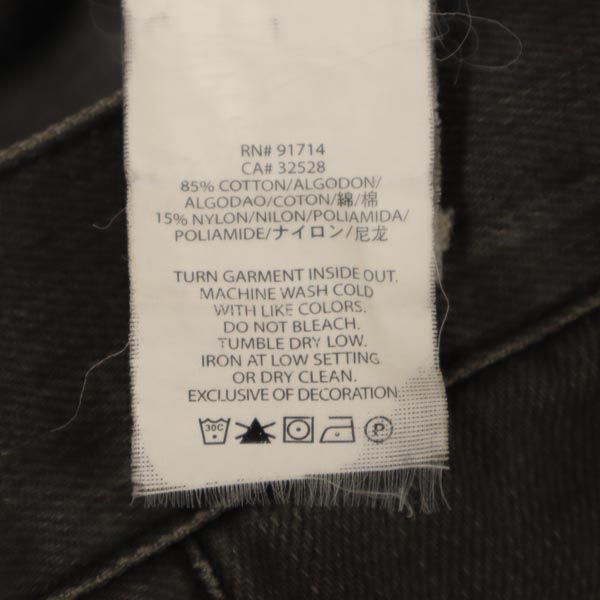 RN# 91714
CA# 32528
85% COTTON/ALGODON/
ALGODAO/COTON/綿/棉
15% NYLON/NILON/POLIAMIDA/
POLIAMIDE/ナイロン/尼龙
TURN GARMENT INSIDE OUT.
MACHINE WASH COLD
WITH LIKE COLORS.
DO NOT BLEACH.
TUMBLE DRY LOW.
IRON AT LOW SETTING
OR DRY CLEAN.
EXCLUSIVE OF DECORATION.
30C P